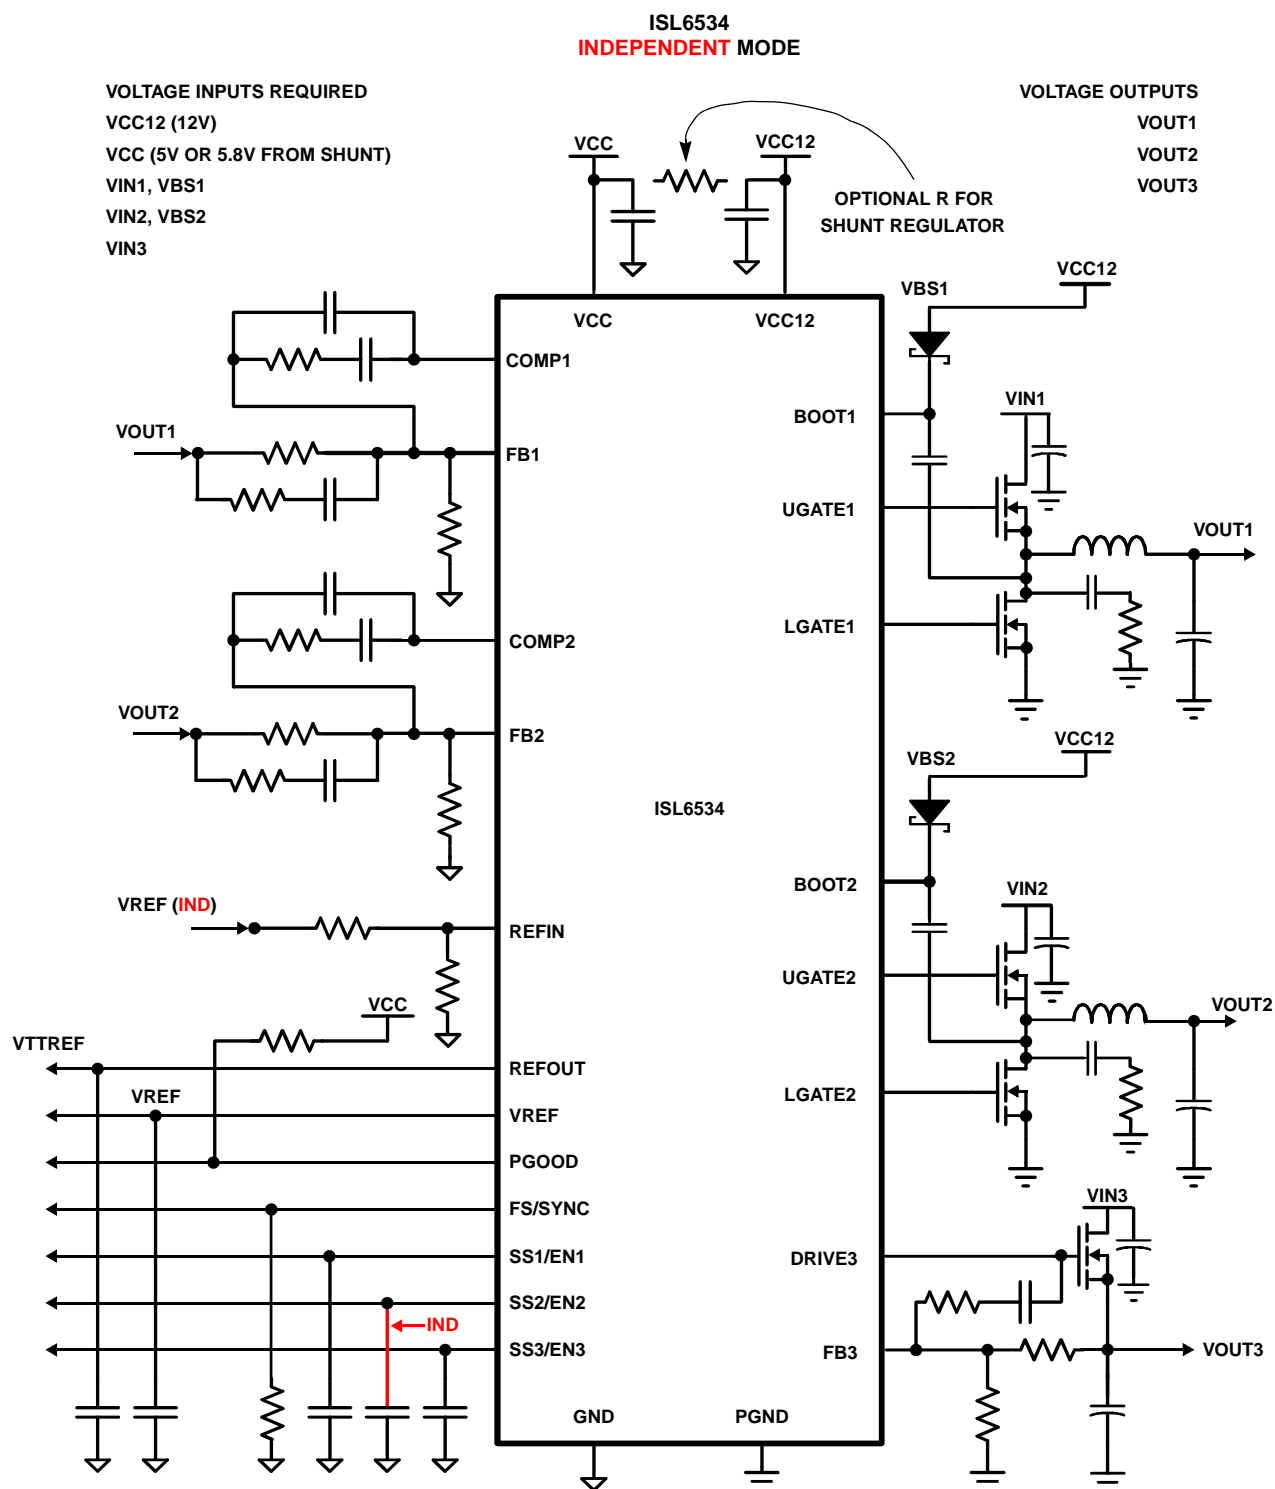 ISL6534
INDEPENDENT MODE
VOLTAGE INPUTS REQUIRED
VCC12 (12V)
VCC (5V OR 5.8V FROM SHUNT)
VIN1, VBS1
VIN2, VBS2
VIN3
VOLTAGE OUTPUTS
VOUT1
VOUT2
VOUT3
VCC
VCC12
OPTIONAL R FOR
SHUNT REGULATOR
VCC
VCC12
VBS1
VCC12
COMP1
BOOT1
VIN1
VOUT1
FB1
UGATE1
VOUT1
COMP2
LGATE1
VOUT2
FB2
VBS2
VCC12
ISL6534
BOOT2
VIN2
VREF (IND)
REFIN
UGATE2
VOUT2
VCC
VTTREF
REFOUT
LGATE2
VREF
VREF
PGOOD
FS/SYNC
VIN3
SS1/EN1
DRIVE3
SS2/EN2
IND
SS3/EN3
FB3
VOUT3
GND
PGND